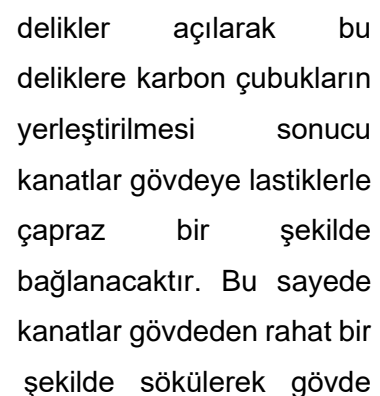 delikler açılarak bu
deliklere karbon çubukların
yerleştirilmesi sonucu
kanatlar gövdeye lastiklerle
çapraz bir şekilde
bağlanacaktır. Bu sayede
kanatlar gövdeden rahat bir
şekilde sökülerek gövde